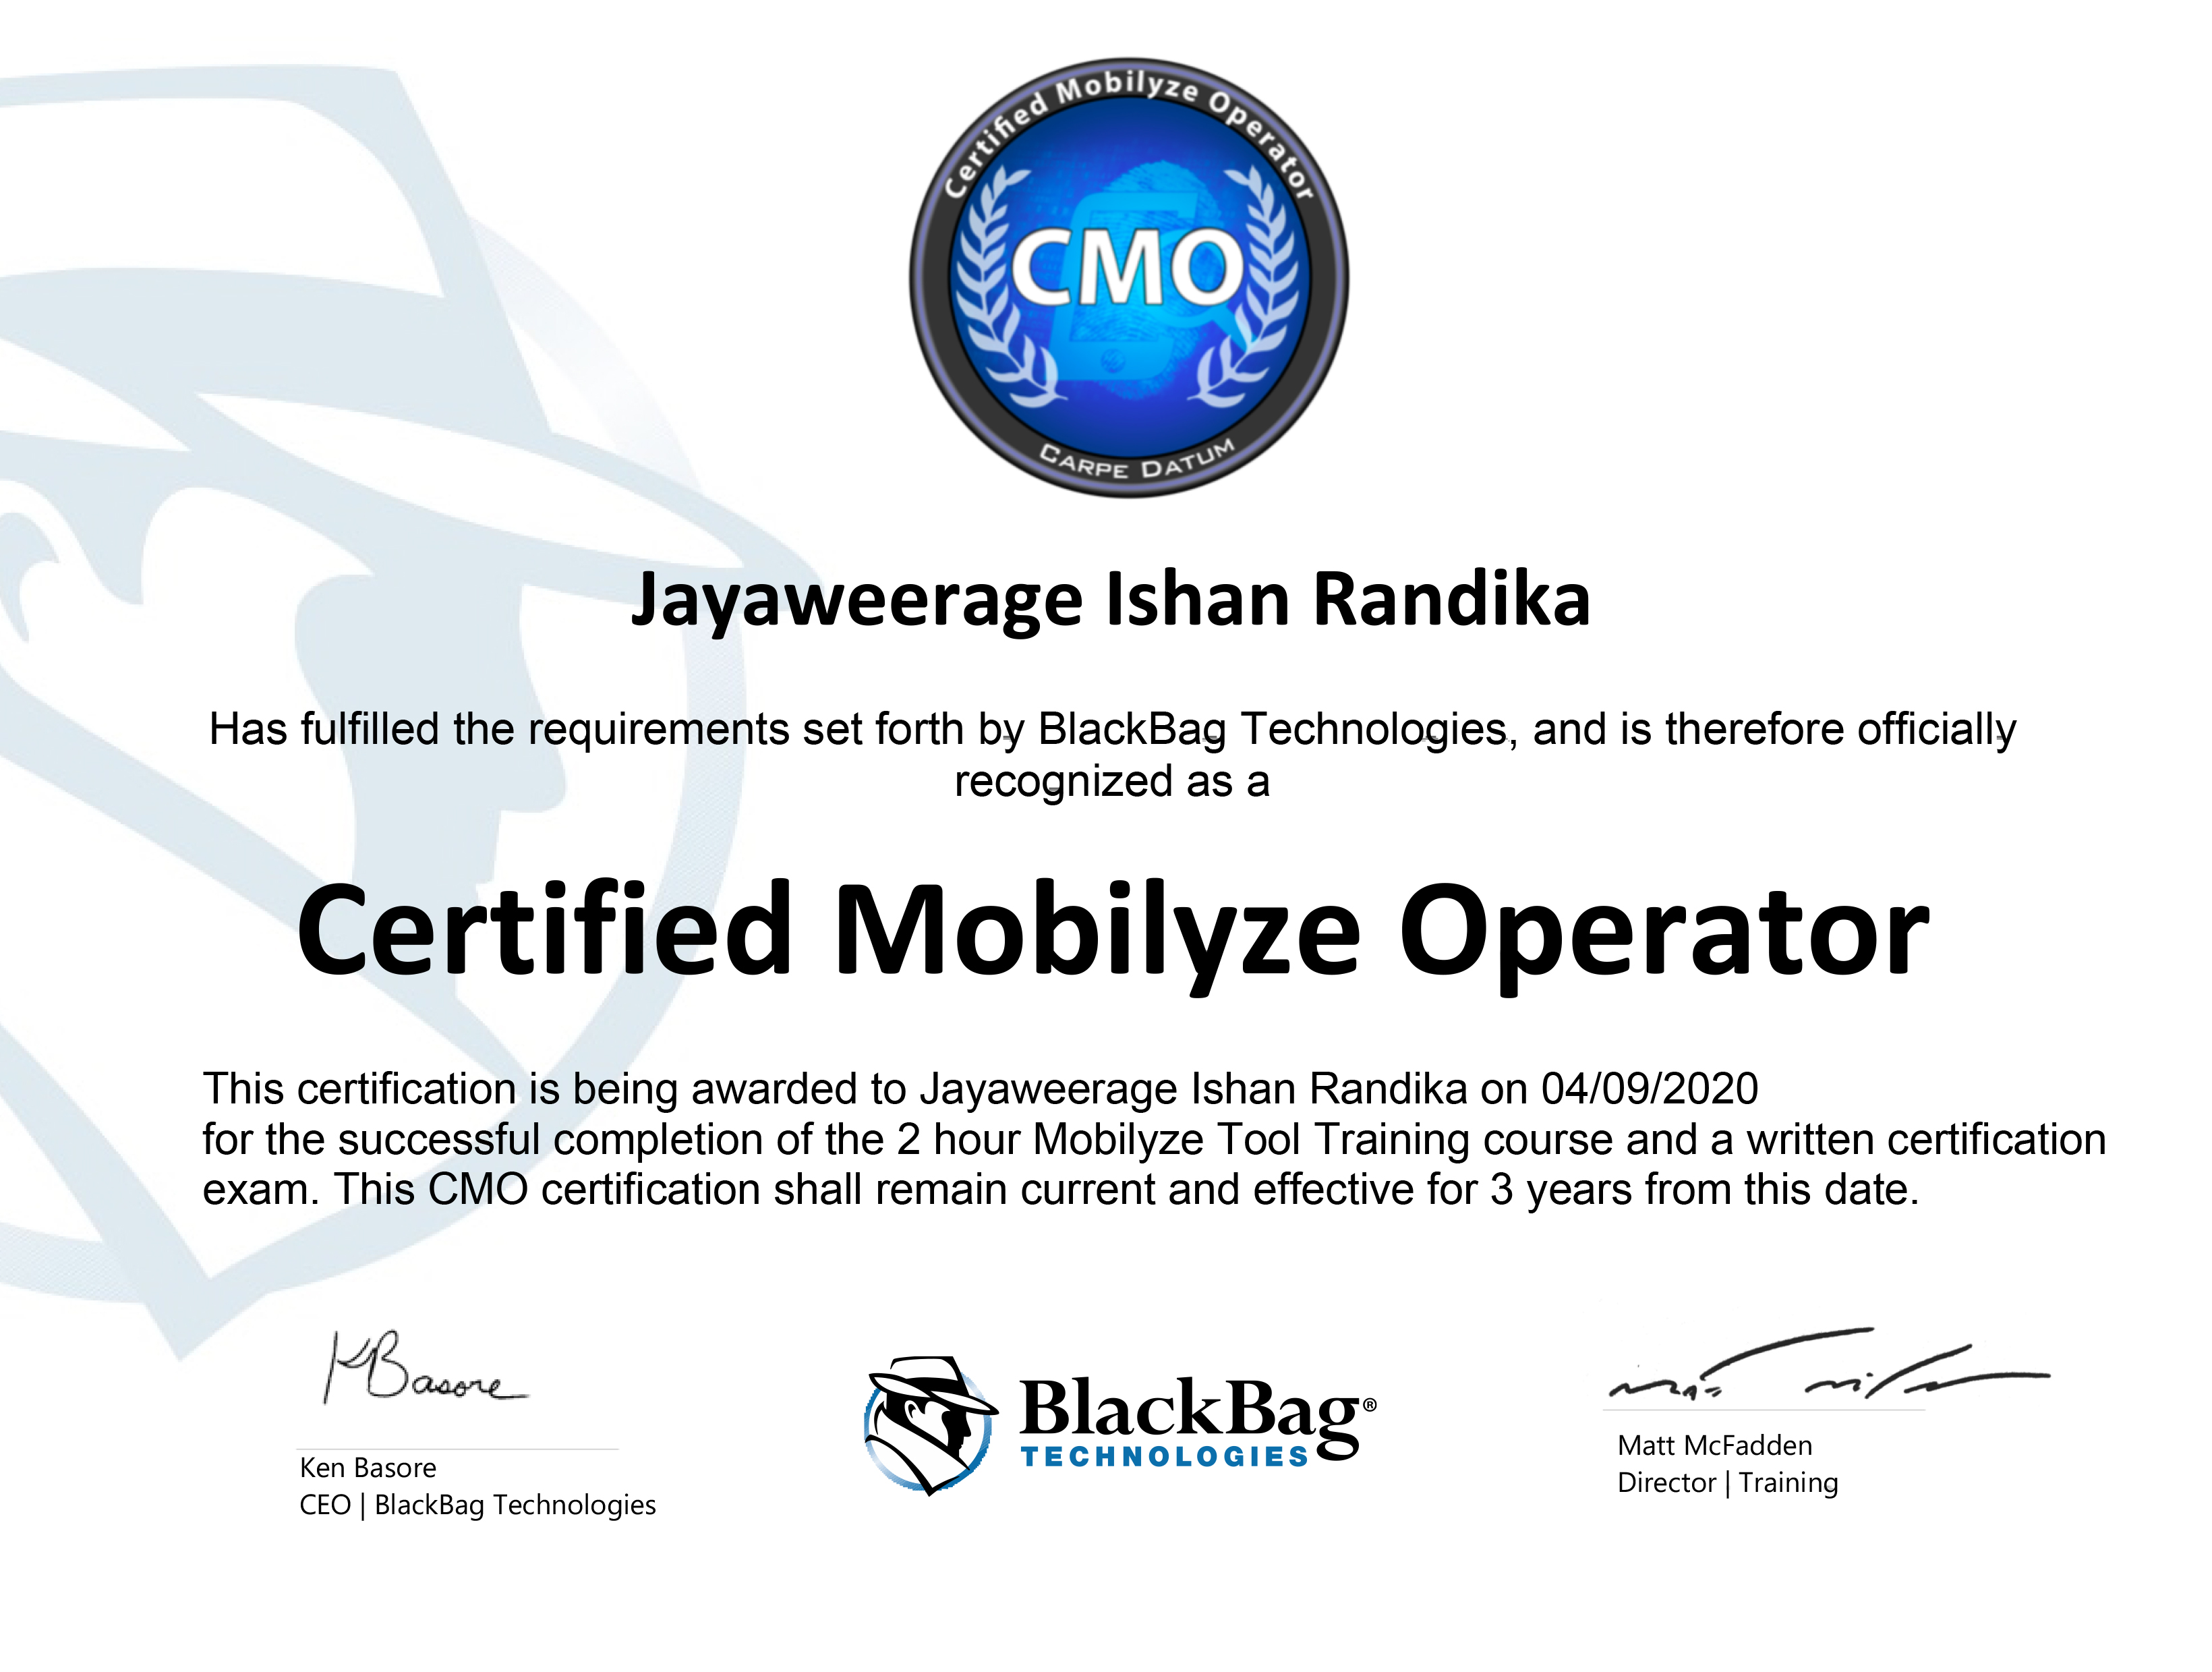 Certified Mobilyze Operator
CMO
CARPE DATUM
Jayaweerage Ishan Randika
Has fulfilled the requirements set forth by BlackBag Technologies, and is therefore officially
recognized as a
Certified Mobilyze Operator
This certification is being awarded to Jayaweerage Ishan Randika on 04/09/2020
for the successful completion of the 2 hour Mobilyze Tool Training course and a written certification
exam. This CMO certification shall remain current and effective for 3 years from this date.
KBasore
Ken Basore
CEO | BlackBag Technologies
BlackBag®
TECHNOLOGIES
Matt McFadden
Director | Training